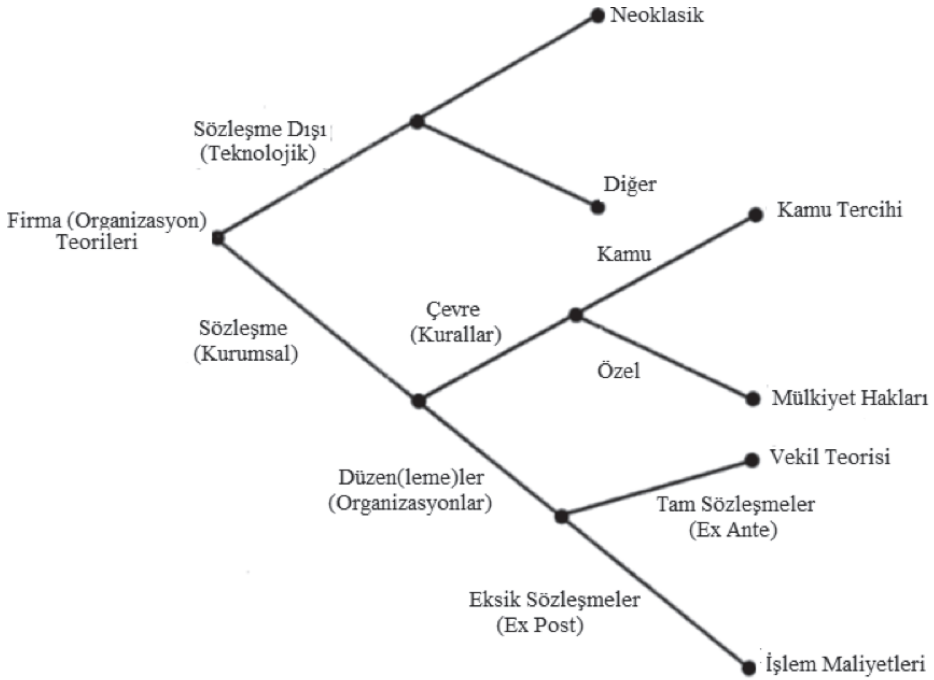 Neoklasik
Sözleşme Dışı
(Teknolojik)
Diğer
Firma (Organizasyon)
Teorileri
Kamu Tercihi
Kamu
Çevre
(Kurallar)
Sözleşme
(Kurumsal)
Özel
Mülkiyet Hakları
Vekil Teorisi
Düzen(leme)ler
(Organizasyonlar)
Tam Sözleşmeler
(Ex Ante)
Eksik Sözleşmeler
(Ex Post)
İşlem Maliyetleri